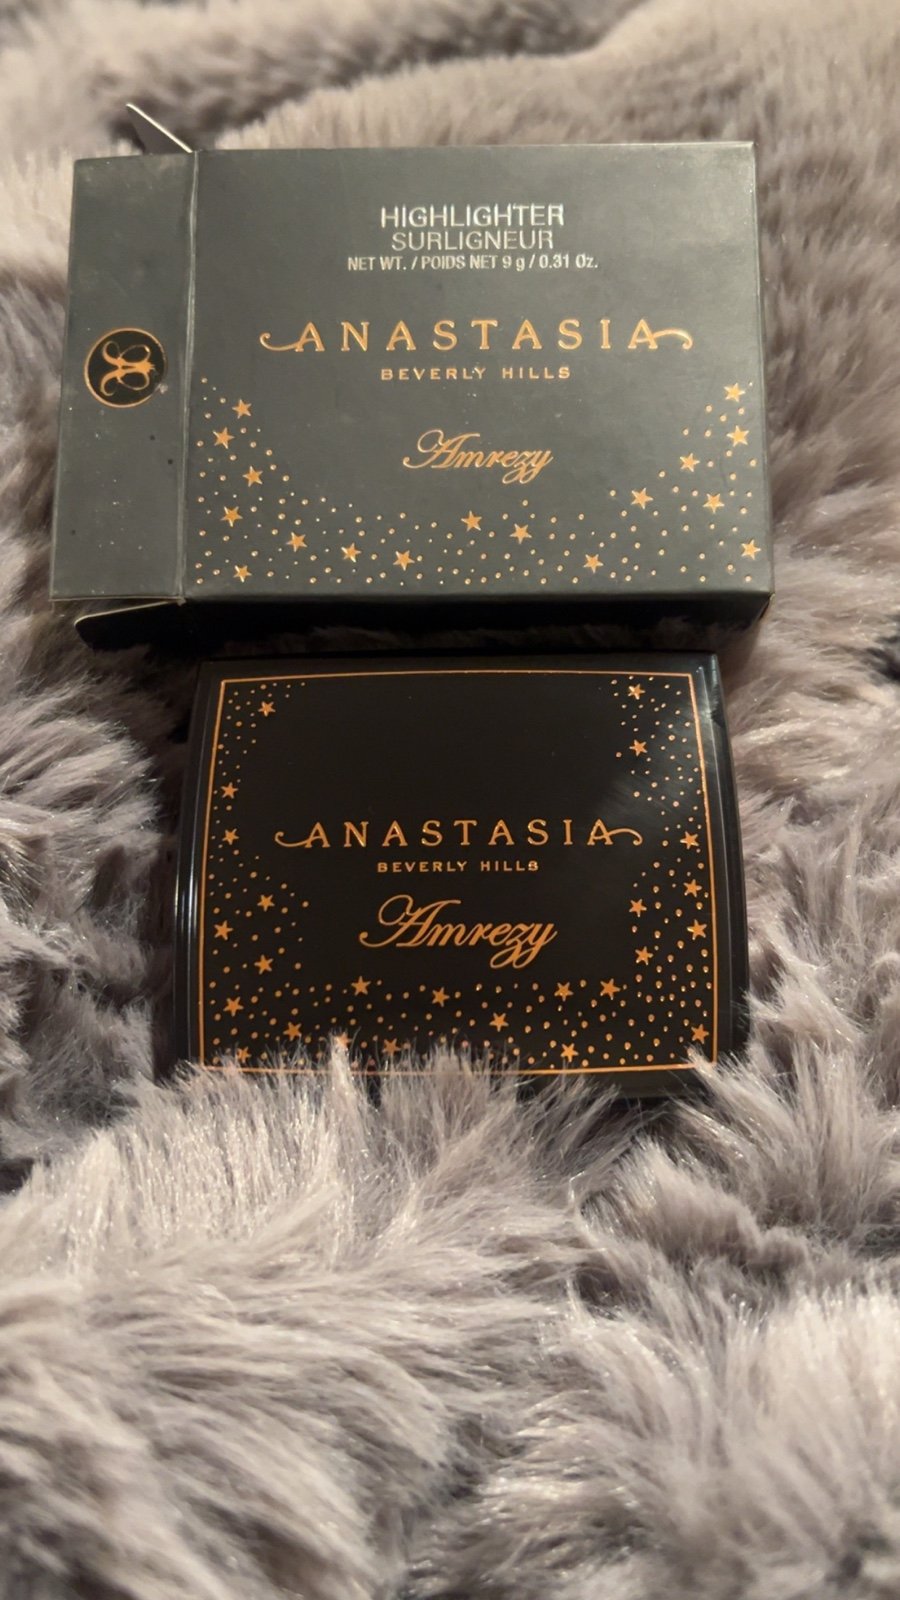 HIGHLIGHTER
SURLIGNEUR
NET WT. / POIDS NET 9 g / 0.31 Oz.
ANASTASIA
BEVERLY HILLS
Amrezy
ANASTASIA
BEVERLY HILLS
Amrezy